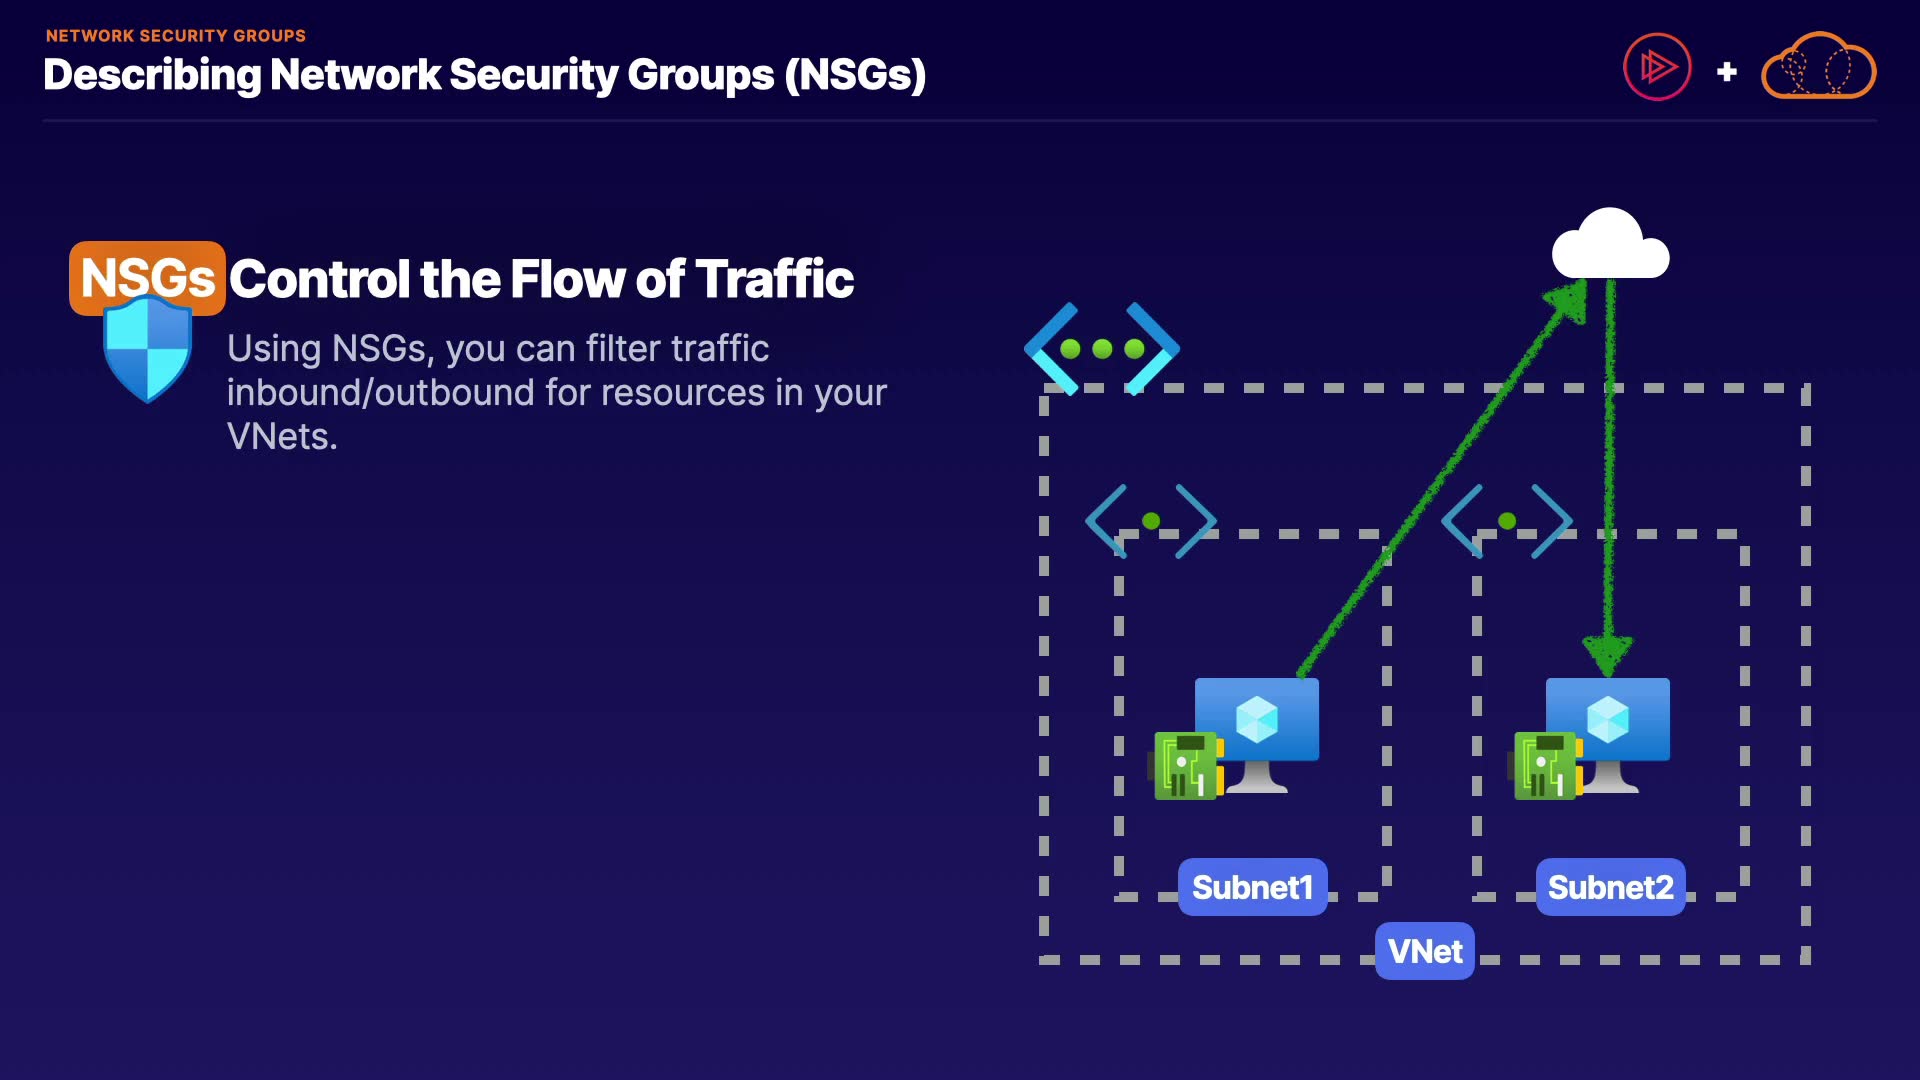 NETWORK SECURITY GROUPS
Describing Network Security Groups (NSGs)
NSGs Control the Flow of Traffic
Using NSGs, you can filter traffic
inbound/outbound for resources in your
VNets.
Subnet1
Subnet2
VNet